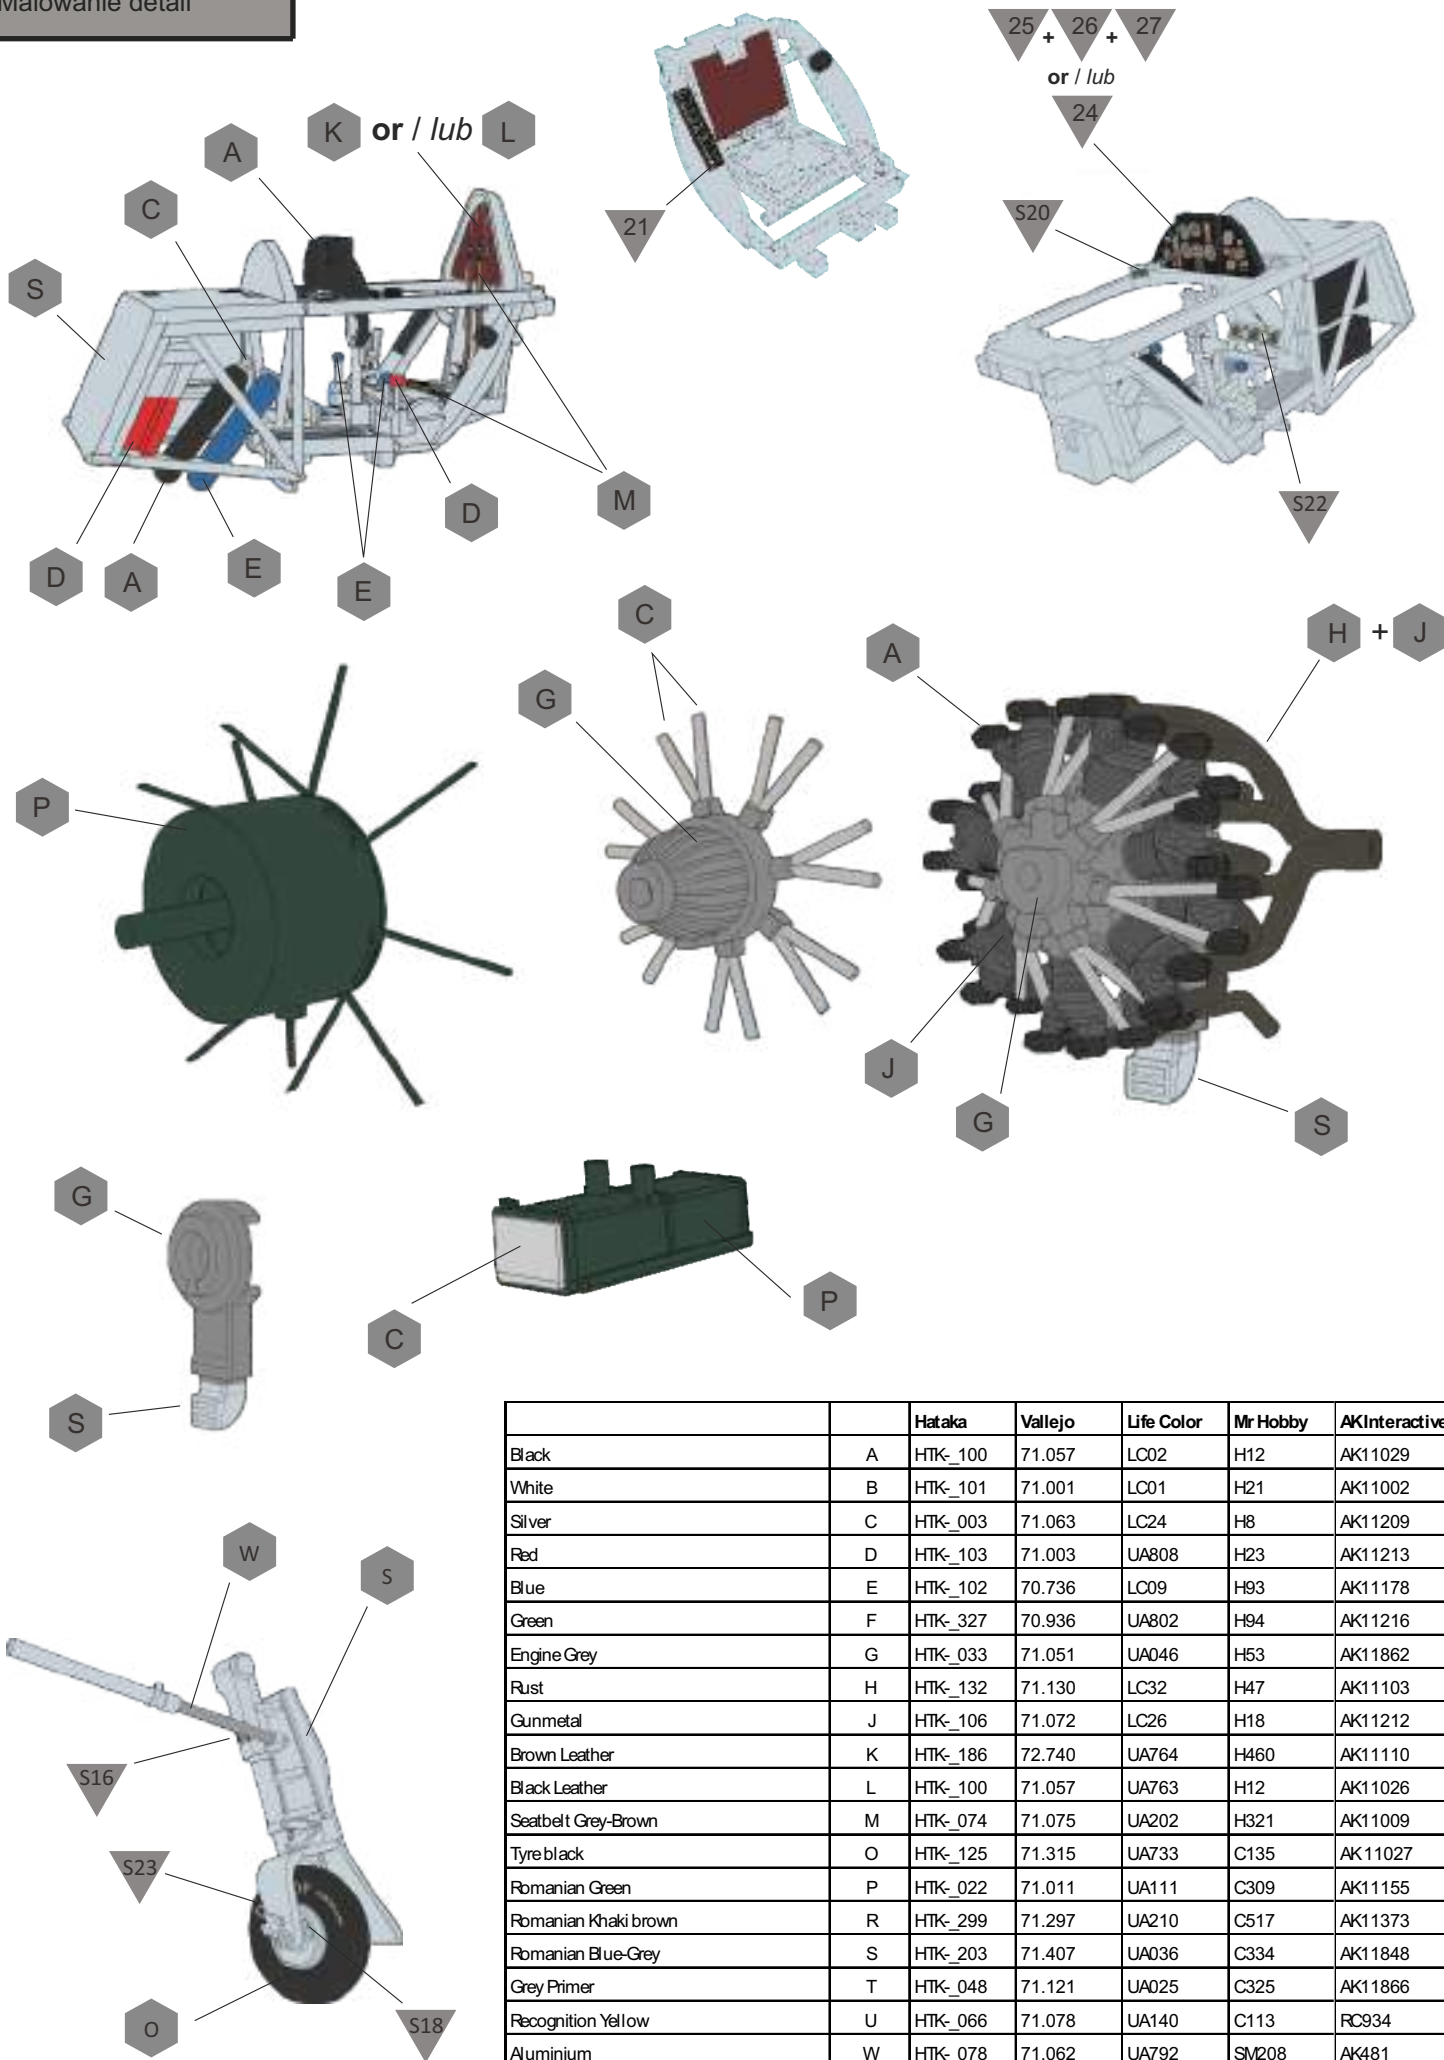 Malowanie detali
25 + 26 + 27
or / lub
24
K or / lub L
A
C
S
21
S20
S22
M
D
D
A
E
E
C
A
H + J
G
P
J
G
S
G
C
P
S
W
S
S16
S23
O
S18
Hataka Vallejo Life Color Mr Hobby AKInteractive
Black A HTK-_100 71.057 LC02 H12 AK11029
White B HTK-_101 71.001 LC01 H21 AK11002
Silver C HTK-_003 71.063 LC24 H8 AK11209
Red D HTK-_103 71.003 UA808 H23 AK11213
Blue E HTK-_102 70.736 LC09 H93 AK11178
Green F HTK-_327 70.936 UA802 H94 AK11216
Engine Grey G HTK-_033 71.051 UA046 H53 AK11862
Rust H HTK-_132 71.130 LC32 H47 AK11103
Gunmetal J HTK-_106 71.072 LC26 H18 AK11212
Brown Leather K HTK-_186 72.740 UA764 H460 AK11110
Black Leather L HTK-_100 71.057 UA763 H12 AK11026
Seatbelt Grey-Brown M HTK-_074 71.075 UA202 H321 AK11009
Tyre black O HTK-_125 71.315 UA733 C135 AK 11027
Romanian Green P HTK-_022 71.011 UA111 C309 AK11155
Romanian Khaki brown R HTK-_299 71.297 UA210 C517 AK11373
Romanian Blue-Grey S HTK-_203 71.407 UA036 C334 AK11848
Grey Primer T HTK-_048 71.121 UA025 C325 AK11866
Recognition Yellow U HTK-_066 71.078 UA140 C113 RC934
Aluminium W HTK-_078 71.062 UA792 SM208 AK481